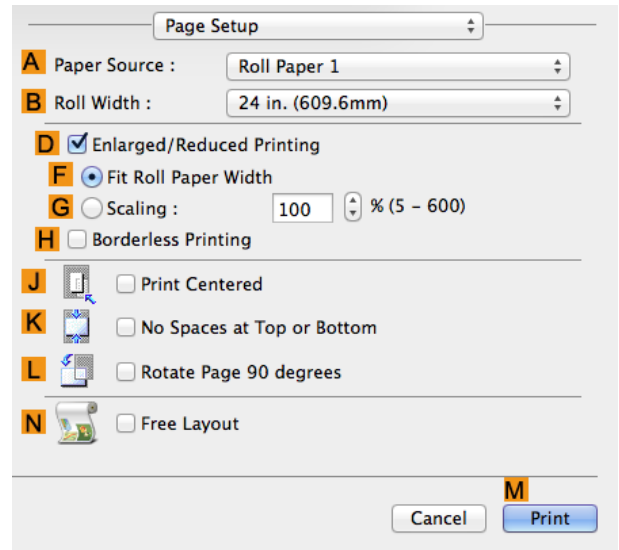 Page Setup
A Paper Source : Roll Paper 1
B Roll Width : 24 in. (609.6mm)
D Enlarged/Reduced Printing
F Fit Roll Paper Width
G Scaling : 100 % (5 – 600)
H Borderless Printing
J Print Centered
K No Spaces at Top or Bottom
L Rotate Page 90 degrees
N Free Layout
M
Cancel Print